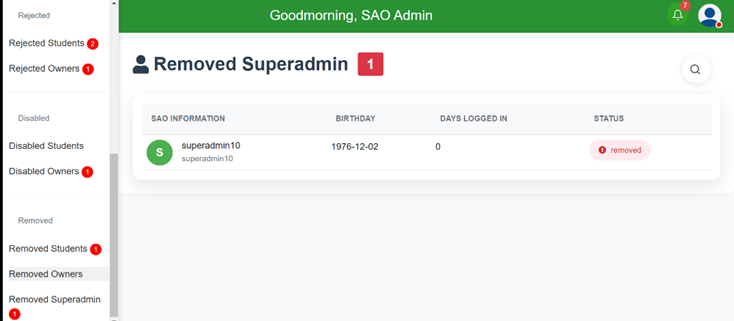 Goodmorning, SAO Admin
7
Rejected
Rejected Students 2
Rejected Owners 1
Disabled
Disabled Students
Disabled Owners 1
Removed
Removed Students 1
Removed Owners
Removed Superadmin
1
Removed Superadmin 1
SAO INFORMATION BIRTHDAY DAYS LOGGED IN STATUS
S superadmin10 1976-12-02 0 removed
superadmin10